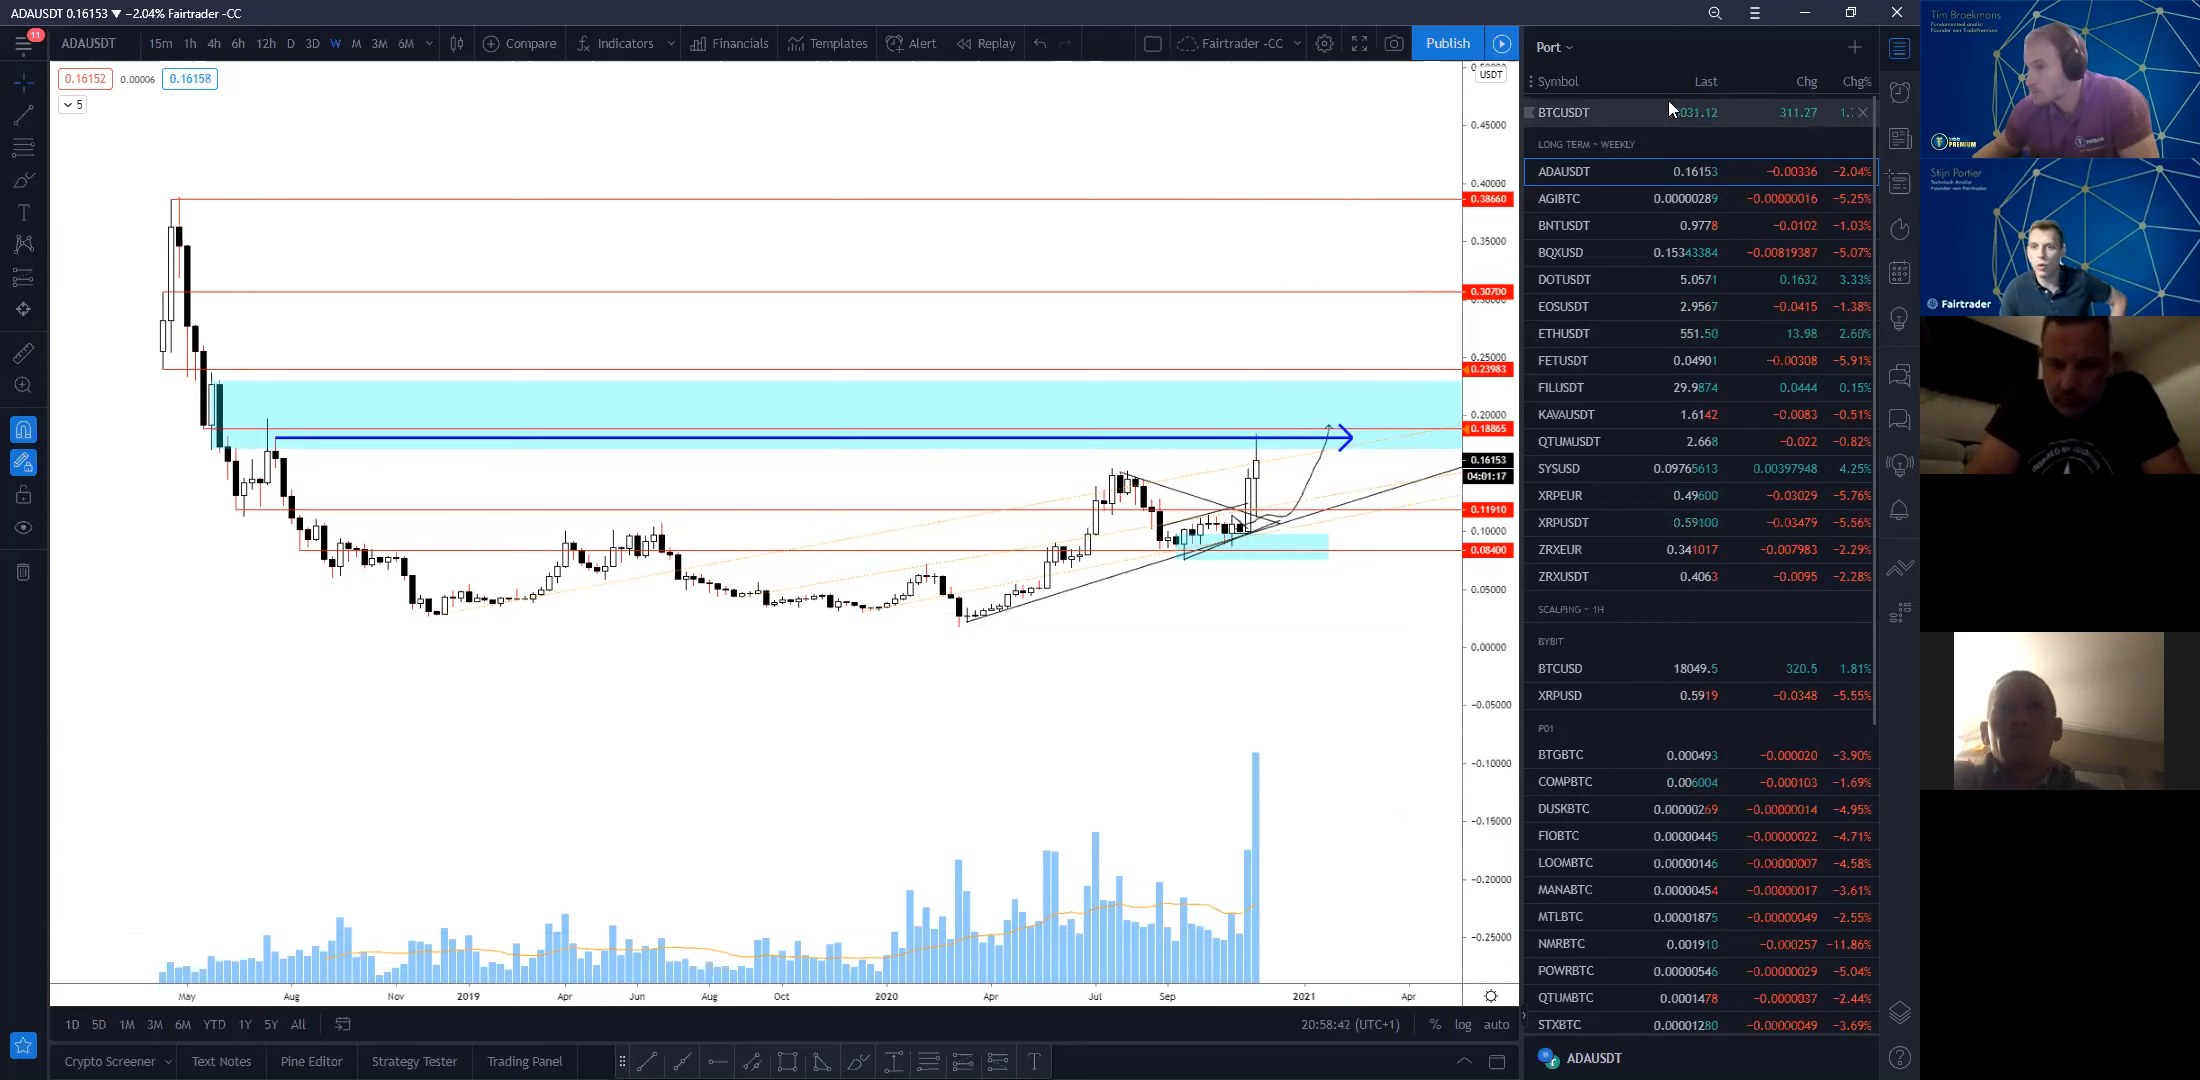 ADAUSDT 0.16153 ▼ −2.04% Fairtrader -CC
11
ADAUSDT 15m 1h 4h 6h 12h D 3D W M 3M 6M Compare Indicators Financials Templates Alert Replay Fairtrader -CC Publish
0.16152 0.00006 0.16158
5
USDT
0.45000
0.40000
0.38660
0.35000
0.30700
0.25000
0.23983
0.20000
0.18865
0.16153
04:01:17
0.11910
0.10000
0.08400
0.05000
0.00000
−0.05000
−0.10000
−0.15000
−0.20000
−0.25000
May Aug Nov 2019 Apr Jun Aug Oct 2020 Apr Jul Sep 2021 Apr
1D 5D 1M 3M 6M YTD 1Y 5Y All 20:58:42 (UTC+1) % log auto
Crypto Screener Text Notes Pine Editor Strategy Tester Trading Panel
Port
Symbol Last Chg Chg%
BTCUSDT 031.12 311.27 1.
LONG TERM ~ WEEKLY
ADAUSDT 0.16153 −0.00336 −2.04%
AGIBTC 0.00000289 −0.00000016 −5.25%
BNTUSDT 0.9778 −0.0102 −1.03%
BQXUSD 0.15343384 −0.00819387 −5.07%
DOTUSDT 5.0571 0.1632 3.33%
EOSUSDT 2.9567 −0.0415 −1.38%
ETHUSDT 551.50 13.98 2.60%
FETUSDT 0.04901 −0.00308 −5.91%
FILUSDT 29.9874 0.0444 0.15%
KAVAUSDT 1.6142 −0.0083 −0.51%
QTUMUSDT 2.668 −0.022 −0.82%
SYSUSD 0.09765613 0.00397948 4.25%
XRPEUR 0.49600 −0.03029 −5.76%
XRPUSDT 0.59100 −0.03479 −5.56%
ZRXEUR 0.341017 −0.007983 −2.29%
ZRXUSDT 0.4063 −0.0095 −2.28%
SCALPING ~ 1H
BYBIT
BTCUSD 18049.5 320.5 1.81%
XRPUSD 0.5919 −0.0348 −5.55%
P01
BTGBTC 0.000493 −0.000020 −3.90%
COMPBTC 0.006004 −0.000103 −1.69%
DUSKBTC 0.00000269 −0.00000014 −4.95%
FIOBTC 0.00000445 −0.00000022 −4.71%
LOOMBTC 0.00000146 −0.00000007 −4.58%
MANABTC 0.00000454 −0.00000017 −3.61%
MTLBTC 0.00001875 −0.00000049 −2.55%
NMRBTC 0.001910 −0.000257 −11.86%
POWRBTC 0.00000546 −0.00000029 −5.04%
QTUMBTC 0.0001478 −0.0000037 −2.44%
STXBTC 0.00001280 −0.00000049 −3.69%
ADAUSDT
Tim Broekmans
Fundamenteel analist
Founder van TradePremium
PREMIUM
Stijn Portier
Technisch Analist
Founder van Fairtrader
Fairtrader